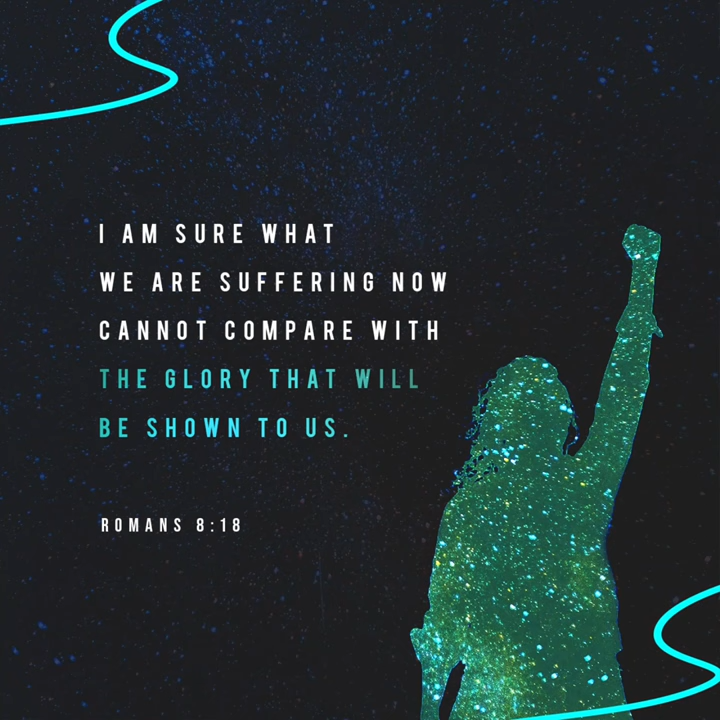 I AM SURE WHAT
WE ARE SUFFERING NOW
CANNOT COMPARE WITH
THE GLORY THAT WILL
BE SHOWN TO US.
ROMANS 8:18